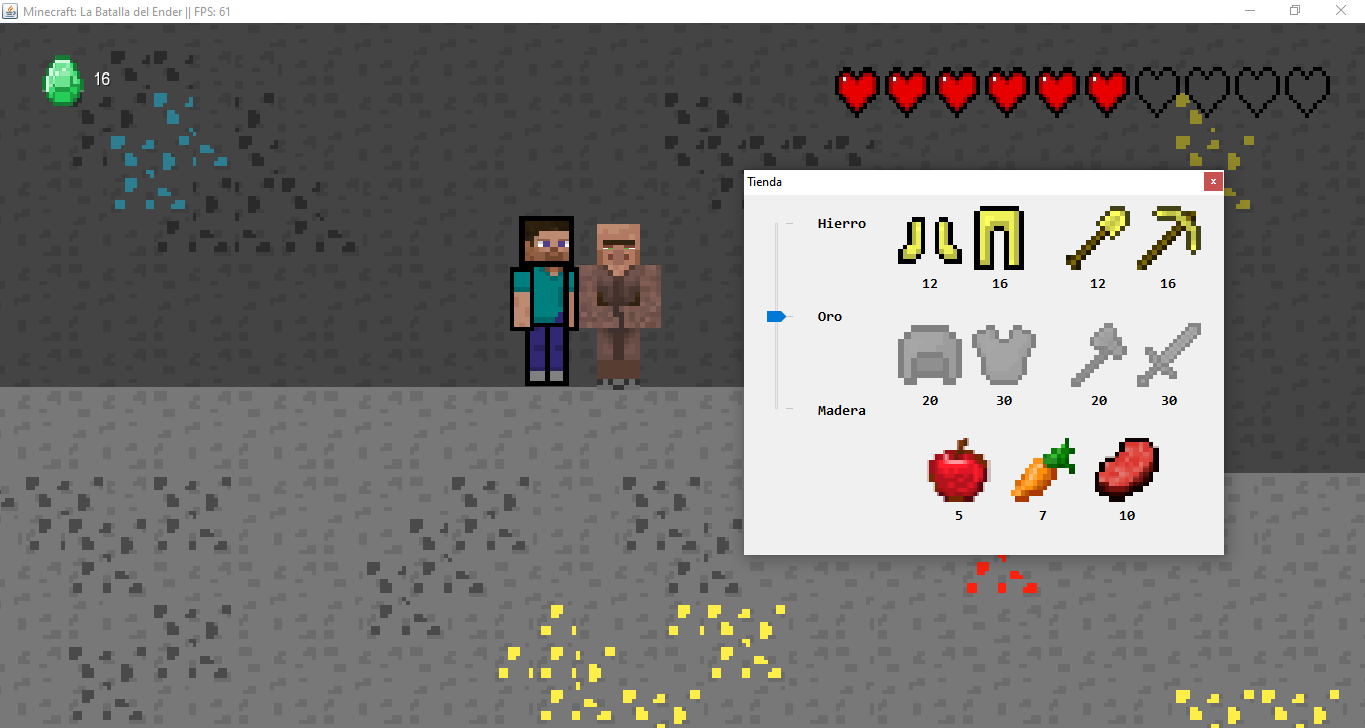 Minecraft: La Batalla del Ender || FPS: 61
16
Tienda
x
Hierro
12 16 12 16
Oro
20 30 20 30
Madera
5 7 10